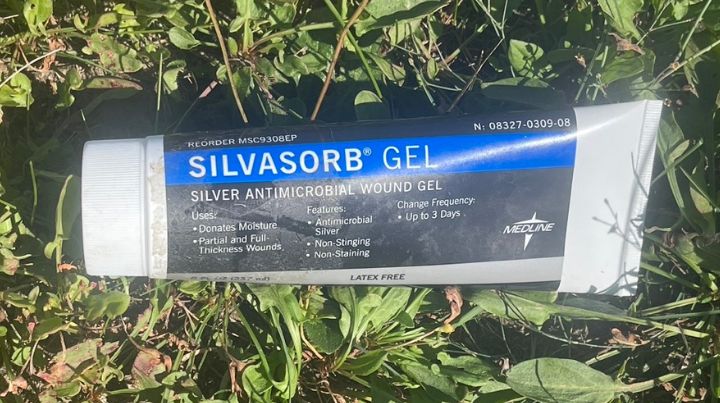 REORDER MSC9308EP
N: 08327-0309-08
SILVASORB® GEL
SILVER ANTIMICROBIAL WOUND GEL
Uses:
• Donates Moisture
• Partial and Full
Thickness Wounds
Features:
• Antimicrobial
Silver
• Non-Stinging
• Non-Staining
Change Frequency:
• Up to 3 Days
MEDLINE
LATEX FREE